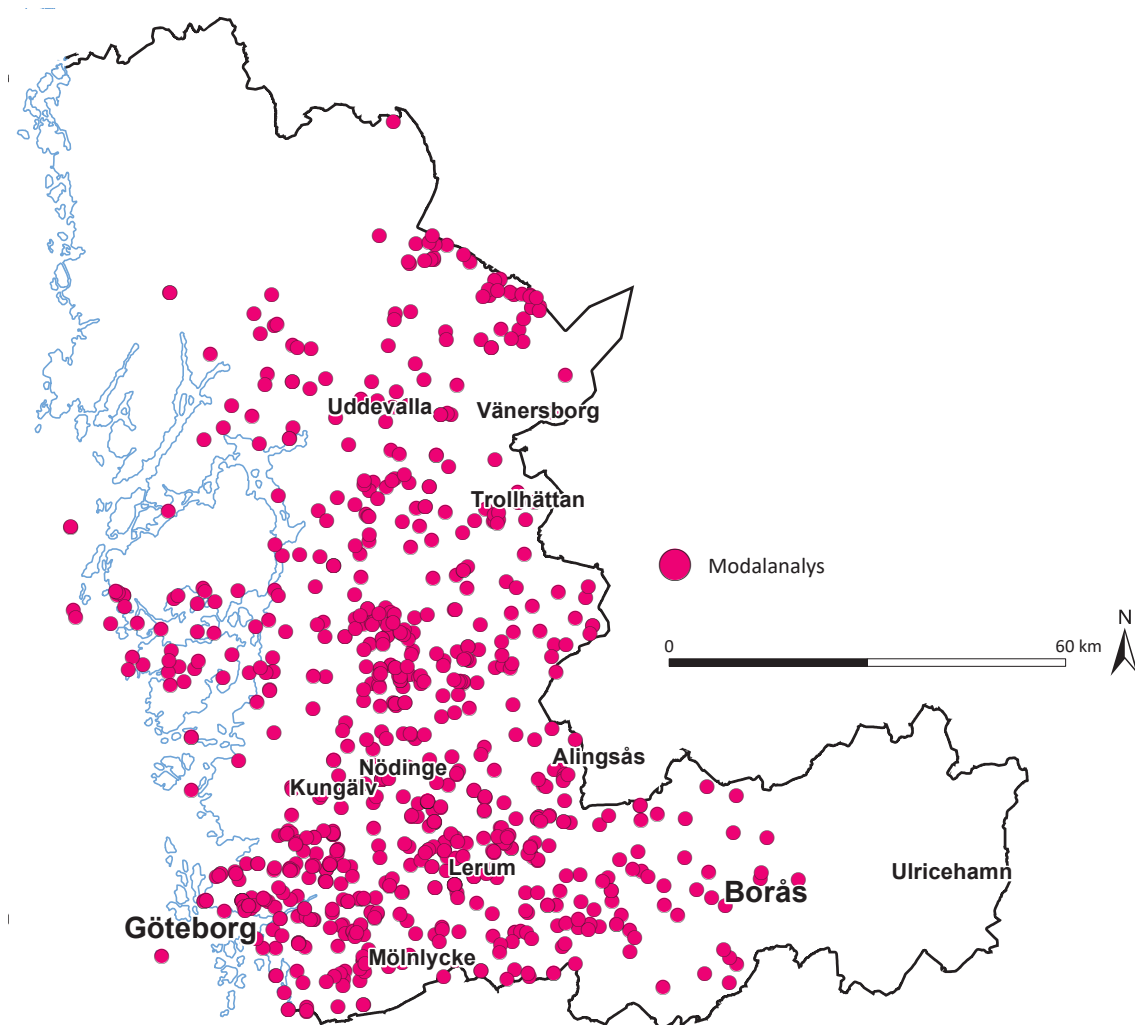 Uddevalla
Vänersborg
Trollhättan
Modalanalys
N
0
60 km
Alingsås
Nödinge
Kungälv
Lerum
Ulricehamn
Borås
Göteborg
Mölnlycke